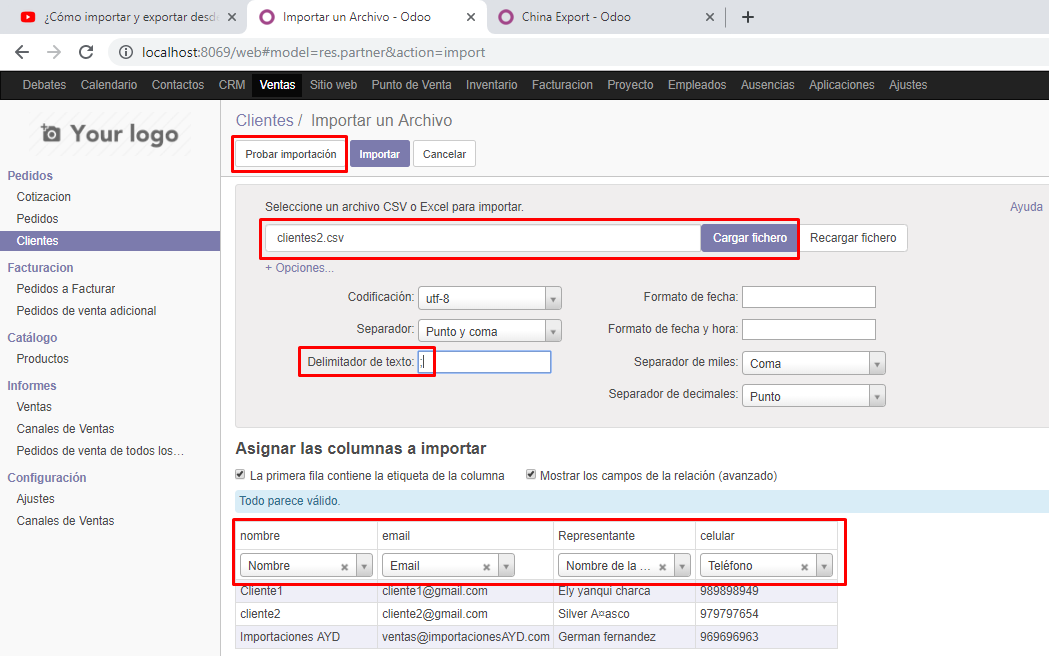 ¿Cómo importar y exportar desd
Importar un Archivo - Odoo
China Export - Odoo
localhost:8069/web#model=res.partner&action=import
Debates Calendario Contactos CRM Ventas Sitio web Punto de Venta Inventario Facturacion Proyecto Empleados Ausencias Aplicaciones Ajustes
Your logo
Pedidos
Cotizacion
Pedidos
Clientes
Facturacion
Pedidos a Facturar
Pedidos de venta adicional
Catálogo
Productos
Informes
Ventas
Canales de Ventas
Pedidos de venta de todos los...
Configuración
Ajustes
Canales de Ventas
Clientes / Importar un Archivo
Probar importación Importar Cancelar
Seleccione un archivo CSV o Excel para importar. Ayuda
clientes2.csv Cargar fichero Recargar fichero
+ Opciones...
Codificación: utf-8 Formato de fecha:
Separador: Punto y coma Formato de fecha y hora:
Delimitador de texto: ; Separador de miles: Coma
Separador de decimales: Punto
Asignar las columnas a importar
La primera fila contiene la etiqueta de la columna Mostrar los campos de la relación (avanzado)
Todo parece válido.
nombre email Representante celular
Nombre Email Nombre de la ... Teléfono
Cliente1 cliente1@gmail.com Ely yanqui charca 989898949
cliente2 cliente2@gmail.com Silver A¤asco 979797654
Importaciones AYD ventas@importacionesAYD.com German fernandez 969696963